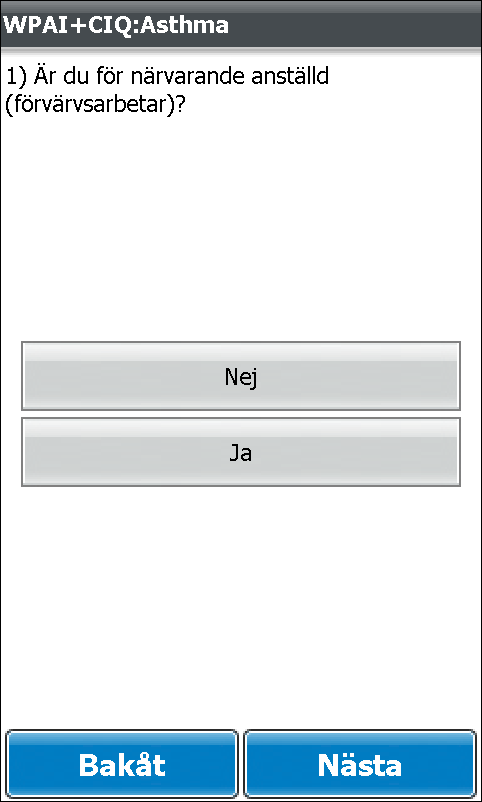 WPAI+CIQ:Asthma
1) Är du för närvarande anställd
(förvärvsarbetar)?
Nej
Ja
Bakåt
Nästa